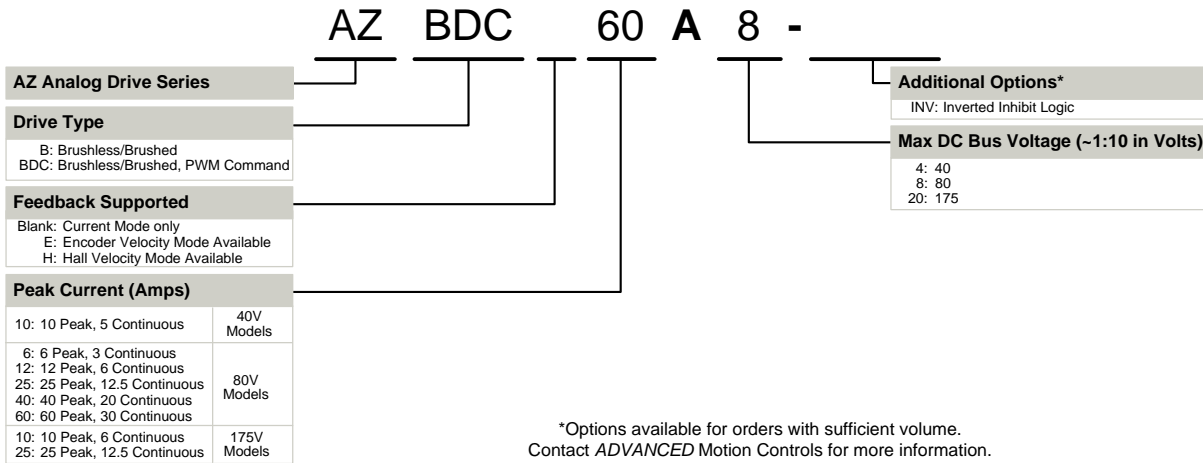 AZ BDC 60 A 8 -
AZ Analog Drive Series
Drive Type
B: Brushless/Brushed
BDC: Brushless/Brushed, PWM Command
Feedback Supported
Blank: Current Mode only
E: Encoder Velocity Mode Available
H: Hall Velocity Mode Available
Peak Current (Amps)
10: 10 Peak, 5 Continuous
40V
Models
6: 6 Peak, 3 Continuous
12: 12 Peak, 6 Continuous
25: 25 Peak, 12.5 Continuous
40: 40 Peak, 20 Continuous
60: 60 Peak, 30 Continuous
80V
Models
10: 10 Peak, 6 Continuous
25: 25 Peak, 12.5 Continuous
175V
Models
Additional Options*
INV: Inverted Inhibit Logic
Max DC Bus Voltage (~1:10 in Volts)
4: 40
8: 80
20: 175
*Options available for orders with sufficient volume.
Contact ADVANCED Motion Controls for more information.